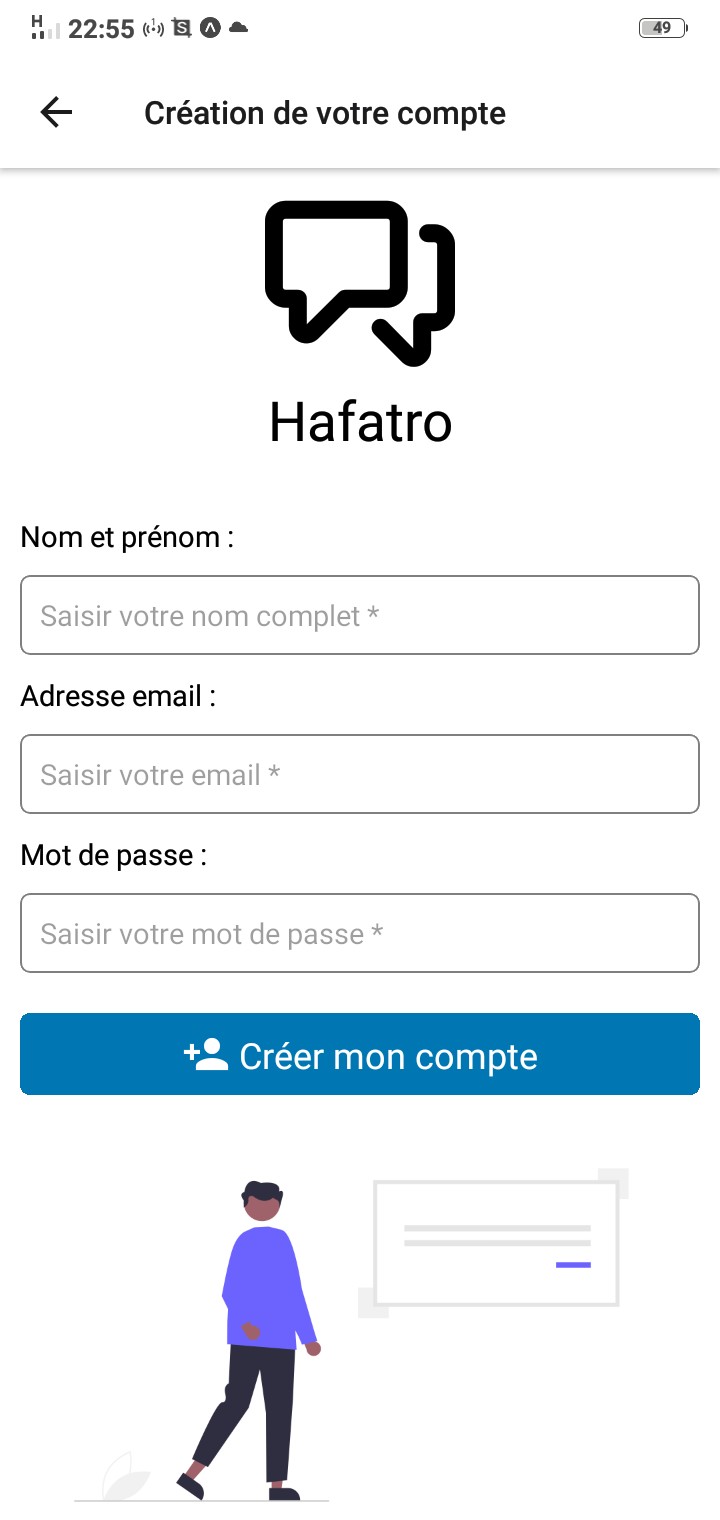 H
22:55
49
Création de votre compte
Hafatro
Nom et prénom :
Saisir votre nom complet *
Adresse email :
Saisir votre email *
Mot de passe :
Saisir votre mot de passe *
Créer mon compte